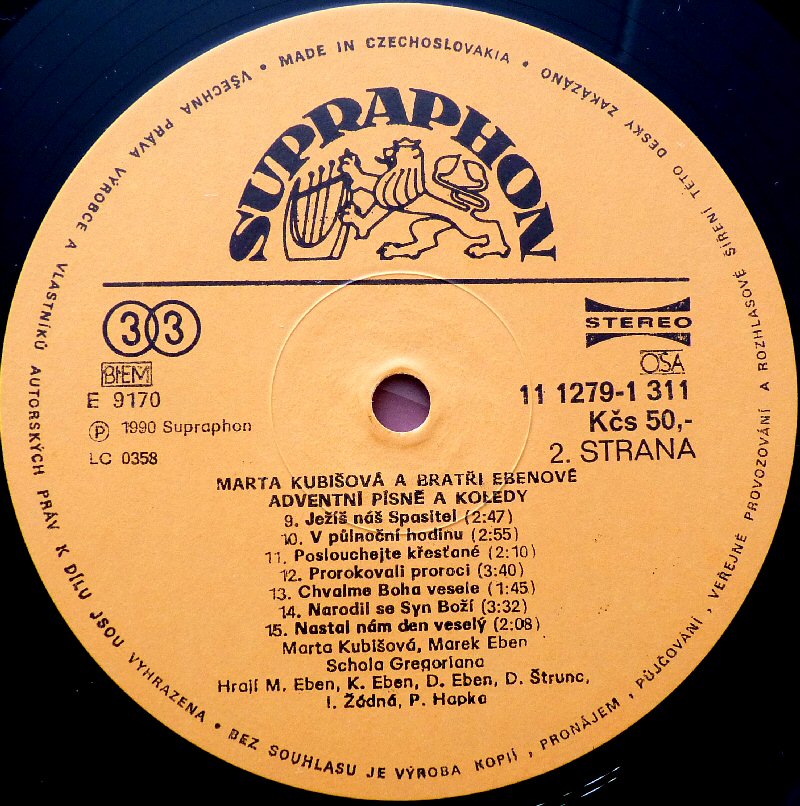 • MADE IN CZECHOSLOVAKIA •
VŠECHNA PRÁVA VÝROBCE A VLASTNÍKŮ AUTORSKÝCH PRÁV K DÍLU JSOU VYHRAZENA • BEZ SOUHLASU JE VÝROBA KOPIÍ, PRONÁJEM, PŮJČOVÁNÍ, VEŘEJNÉ PROVOZOVÁNÍ A ROZHLASOVÉ ŠÍŘENÍ TÉTO DESKY ZAKÁZÁNO
SUPRAPHON
33
STEREO
BIEM
OSA
E 9170
11 1279-1 311
Ⓟ 1990 Supraphon
Kčs 50,-
LC 0358
2. STRANA
MARTA KUBIŠOVÁ A BRATŘI EBENOVÉ
ADVENTNÍ PÍSNĚ A KOLEDY
9. Ježíš náš Spasitel (2:47)
10. V půlnoční hodinu (2:55)
11. Poslouchejte křesťané (2:10)
12. Prorokovali proroci (3:40)
13. Chvalme Boha vesele (1:45)
14. Narodil se Syn Boží (3:32)
15. Nastal nám den veselý (2:08)
Marta Kubišová, Marek Eben
Schola Gregoriana
Hrají M. Eben, K. Eben, D. Eben, D. Štrunc,
I. Žádná, P. Hapka